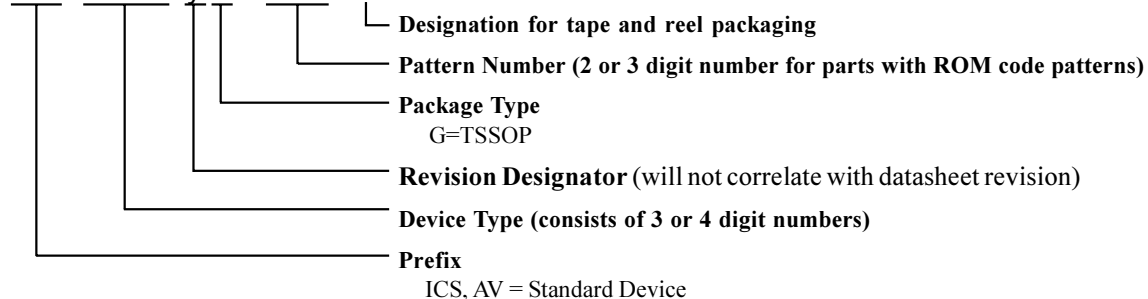 Designation for tape and reel packaging
Pattern Number (2 or 3 digit number for parts with ROM code patterns)
Package Type
G=TSSOP
Revision Designator (will not correlate with datasheet revision)
Device Type (consists of 3 or 4 digit numbers)
Prefix
ICS, AV = Standard Device